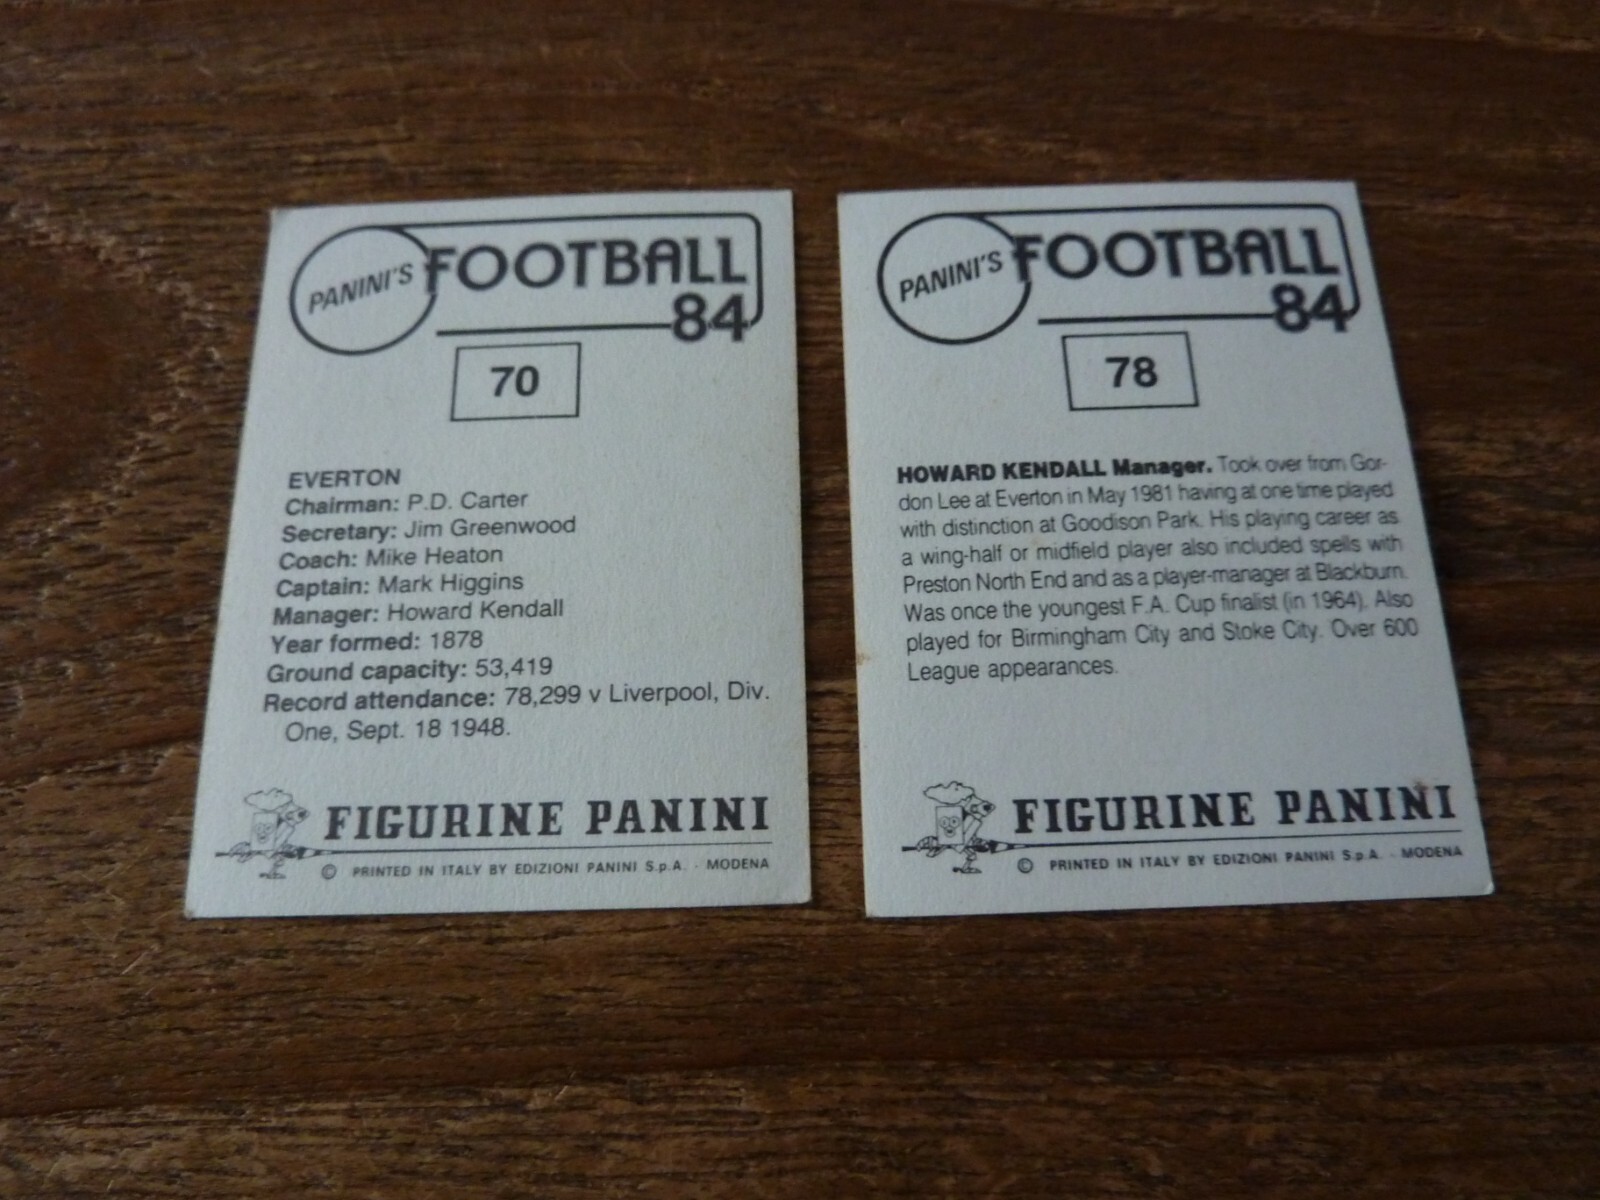 PANINI'S FOOTBALL
84
70
EVERTON
Chairman: P.D. Carter
Secretary: Jim Greenwood
Coach: Mike Heaton
Captain: Mark Higgins
Manager: Howard Kendall
Year formed: 1878
Ground capacity: 53,419
Record attendance: 78,299 v Liverpool, Div.
One, Sept. 18 1948.
FIGURINE PANINI
© PRINTED IN ITALY BY EDIZIONI PANINI S.p.A. - MODENA
PANINI'S FOOTBALL
84
78
HOWARD KENDALL Manager. Took over from Gor-
don Lee at Everton in May 1981 having at one time played
with distinction at Goodison Park. His playing career as
a wing-half or midfield player also included spells with
Preston North End and as a player-manager at Blackburn.
Was once the youngest F.A. Cup finalist (in 1964). Also
played for Birmingham City and Stoke City. Over 600
League appearances.
FIGURINE PANINI
© PRINTED IN ITALY BY EDIZIONI PANINI S.p.A. - MODENA